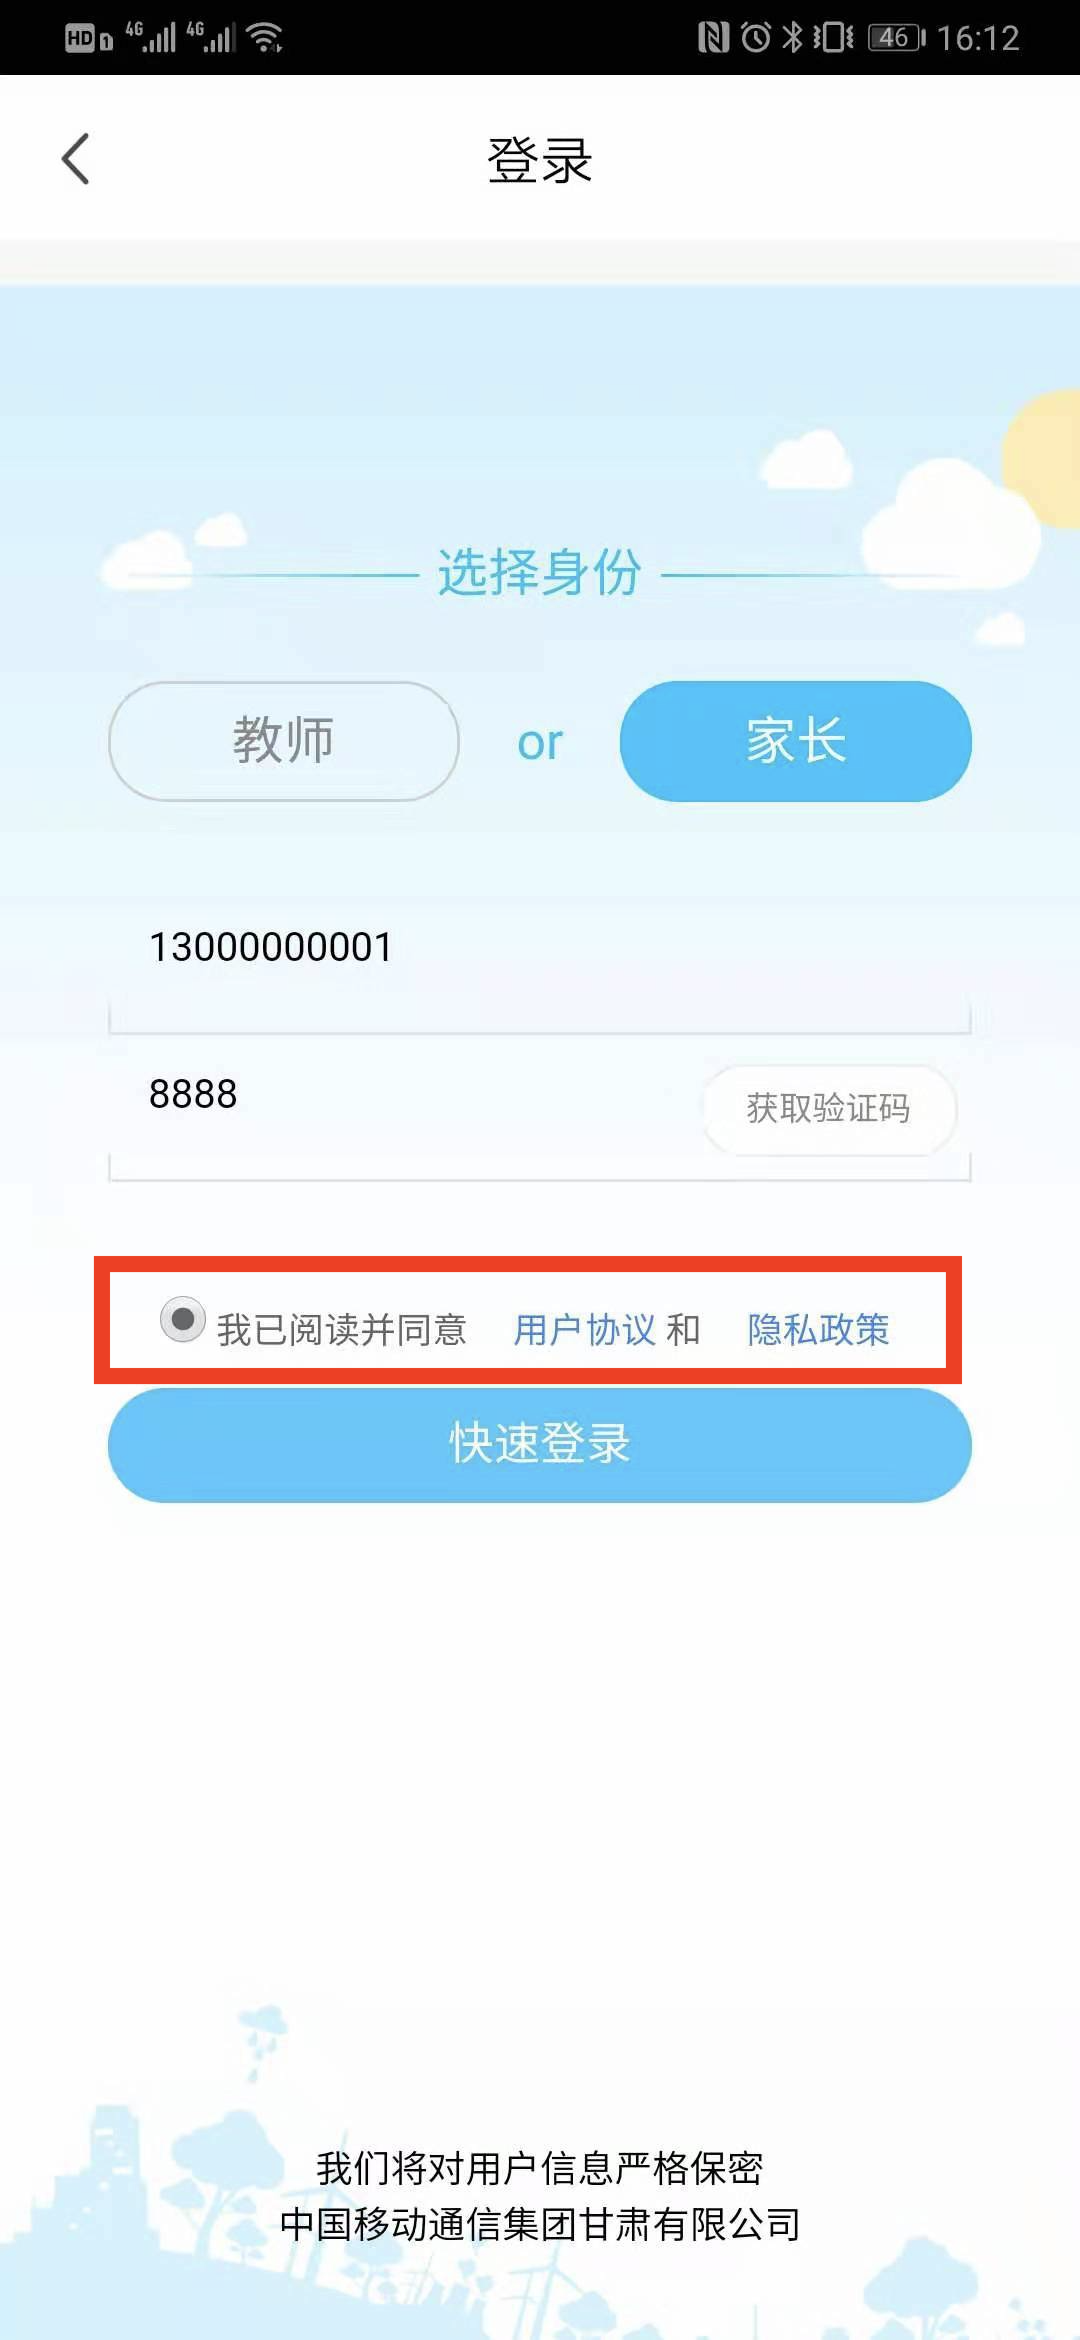 HD 1 4G 4G 46 16:12
登录
选择身份
教师 or 家长
13000000001
8888 获取验证码
我已阅读并同意 用户协议 和 隐私政策
快速登录
我们将对用户信息严格保密
中国移动通信集团甘肃有限公司